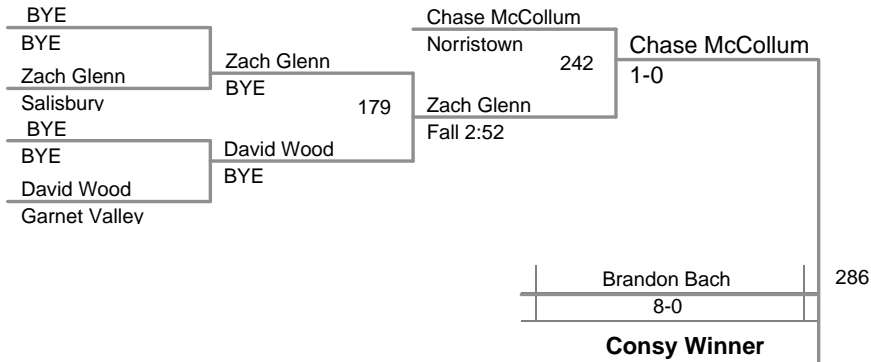 BYE
BYE
Zach Glenn
Salisbury
BYE
BYE
David Wood
Garnet Valley
Zach Glenn
BYE
179
David Wood
BYE
Chase McCollum
Norristown
242
Zach Glenn
Fall 2:52
Chase McCollum
1-0
Brandon Bach
8-0
286
Consy Winner